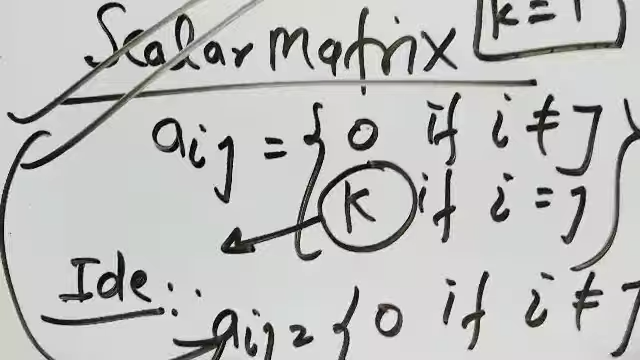 Scalar matrix k=1
aij = { 0 if i ≠ j
k if i = j }
Ide:
aij = { 0 if i ≠ j